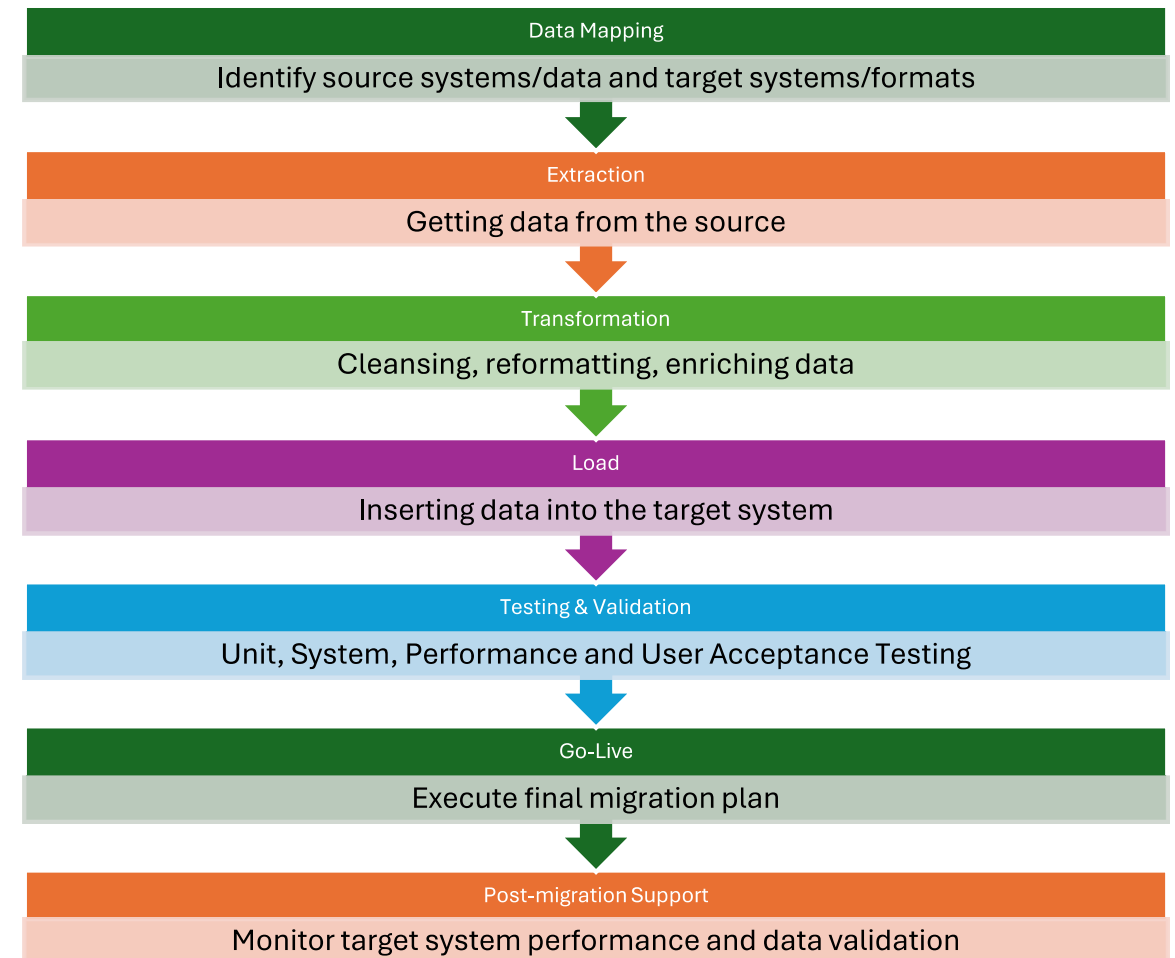 Data Mapping
Identify source systems/data and target systems/formats
Extraction
Getting data from the source
Transformation
Cleansing, reformatting, enriching data
Load
Inserting data into the target system
Testing & Validation
Unit, System, Performance and User Acceptance Testing
Go-Live
Execute final migration plan
Post-migration Support
Monitor target system performance and data validation